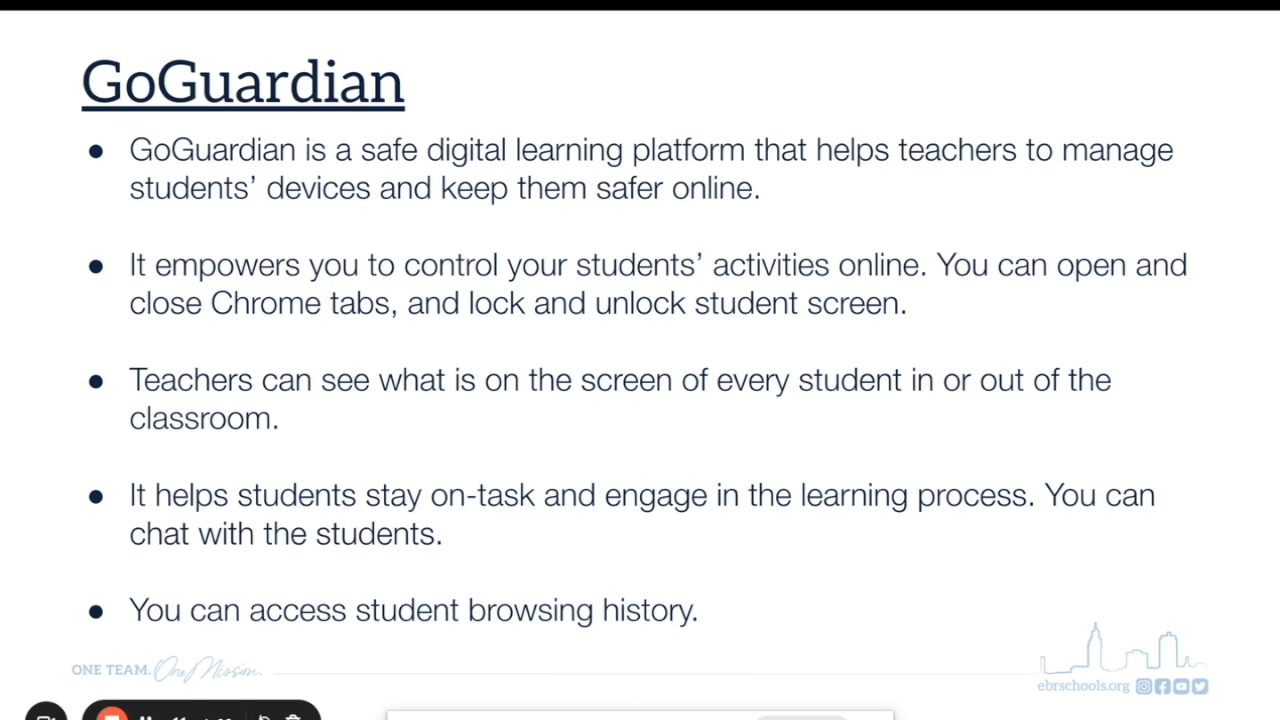 GoGuardian
● GoGuardian is a safe digital learning platform that helps teachers to manage
students’ devices and keep them safer online.
● It empowers you to control your students’ activities online. You can open and
close Chrome tabs, and lock and unlock student screen.
● Teachers can see what is on the screen of every student in or out of the
classroom.
● It helps students stay on-task and engage in the learning process. You can
chat with the students.
● You can access student browsing history.
ONE TEAM. One Mission.
ebrschools.org